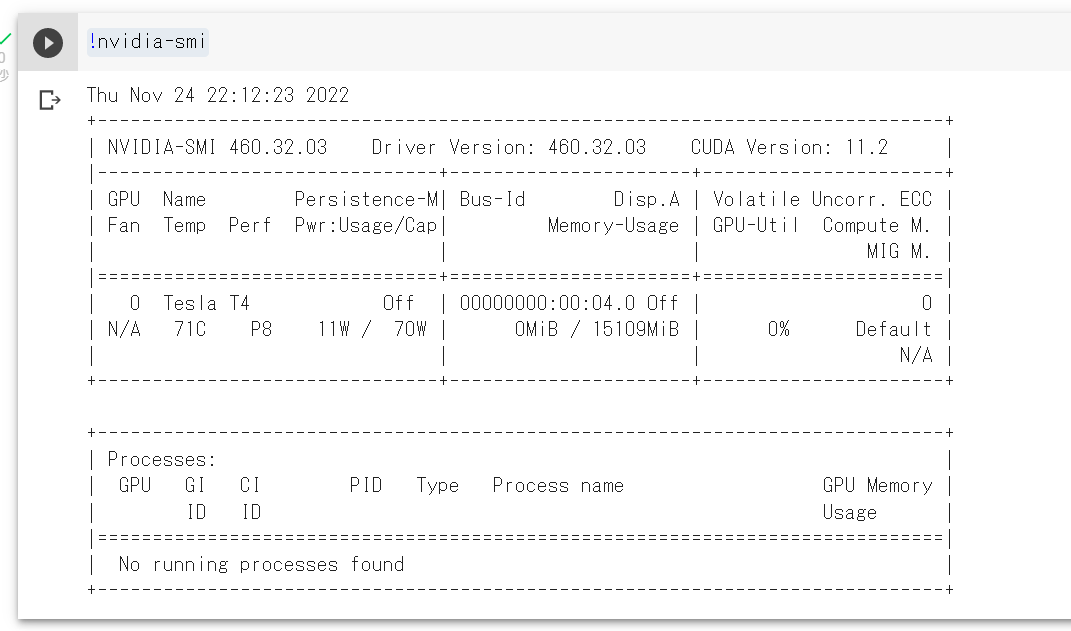 !nvidia-smi
0
秒
Thu Nov 24 22:12:23 2022
+-----------------------------------------------------------------------------+
| NVIDIA-SMI 460.32.03    Driver Version: 460.32.03    CUDA Version: 11.2     |
|-------------------------------+----------------------+----------------------+
| GPU  Name        Persistence-M| Bus-Id        Disp.A | Volatile Uncorr. ECC |
| Fan  Temp  Perf  Pwr:Usage/Cap|         Memory-Usage | GPU-Util  Compute M. |
|                               |                      |               MIG M. |
|===============================+======================+======================|
|   0  Tesla T4            Off  | 00000000:00:04.0 Off |                    0 |
| N/A   71C    P8    11W /  70W |      0MiB / 15109MiB |      0%      Default |
|                               |                      |                  N/A |
+-------------------------------+----------------------+----------------------+
+-----------------------------------------------------------------------------+
| Processes:                                                                  |
|  GPU   GI   CI        PID   Type   Process name                  GPU Memory |
|        ID   ID                                                   Usage      |
|=============================================================================|
|  No running processes found                                                 |
+-----------------------------------------------------------------------------+